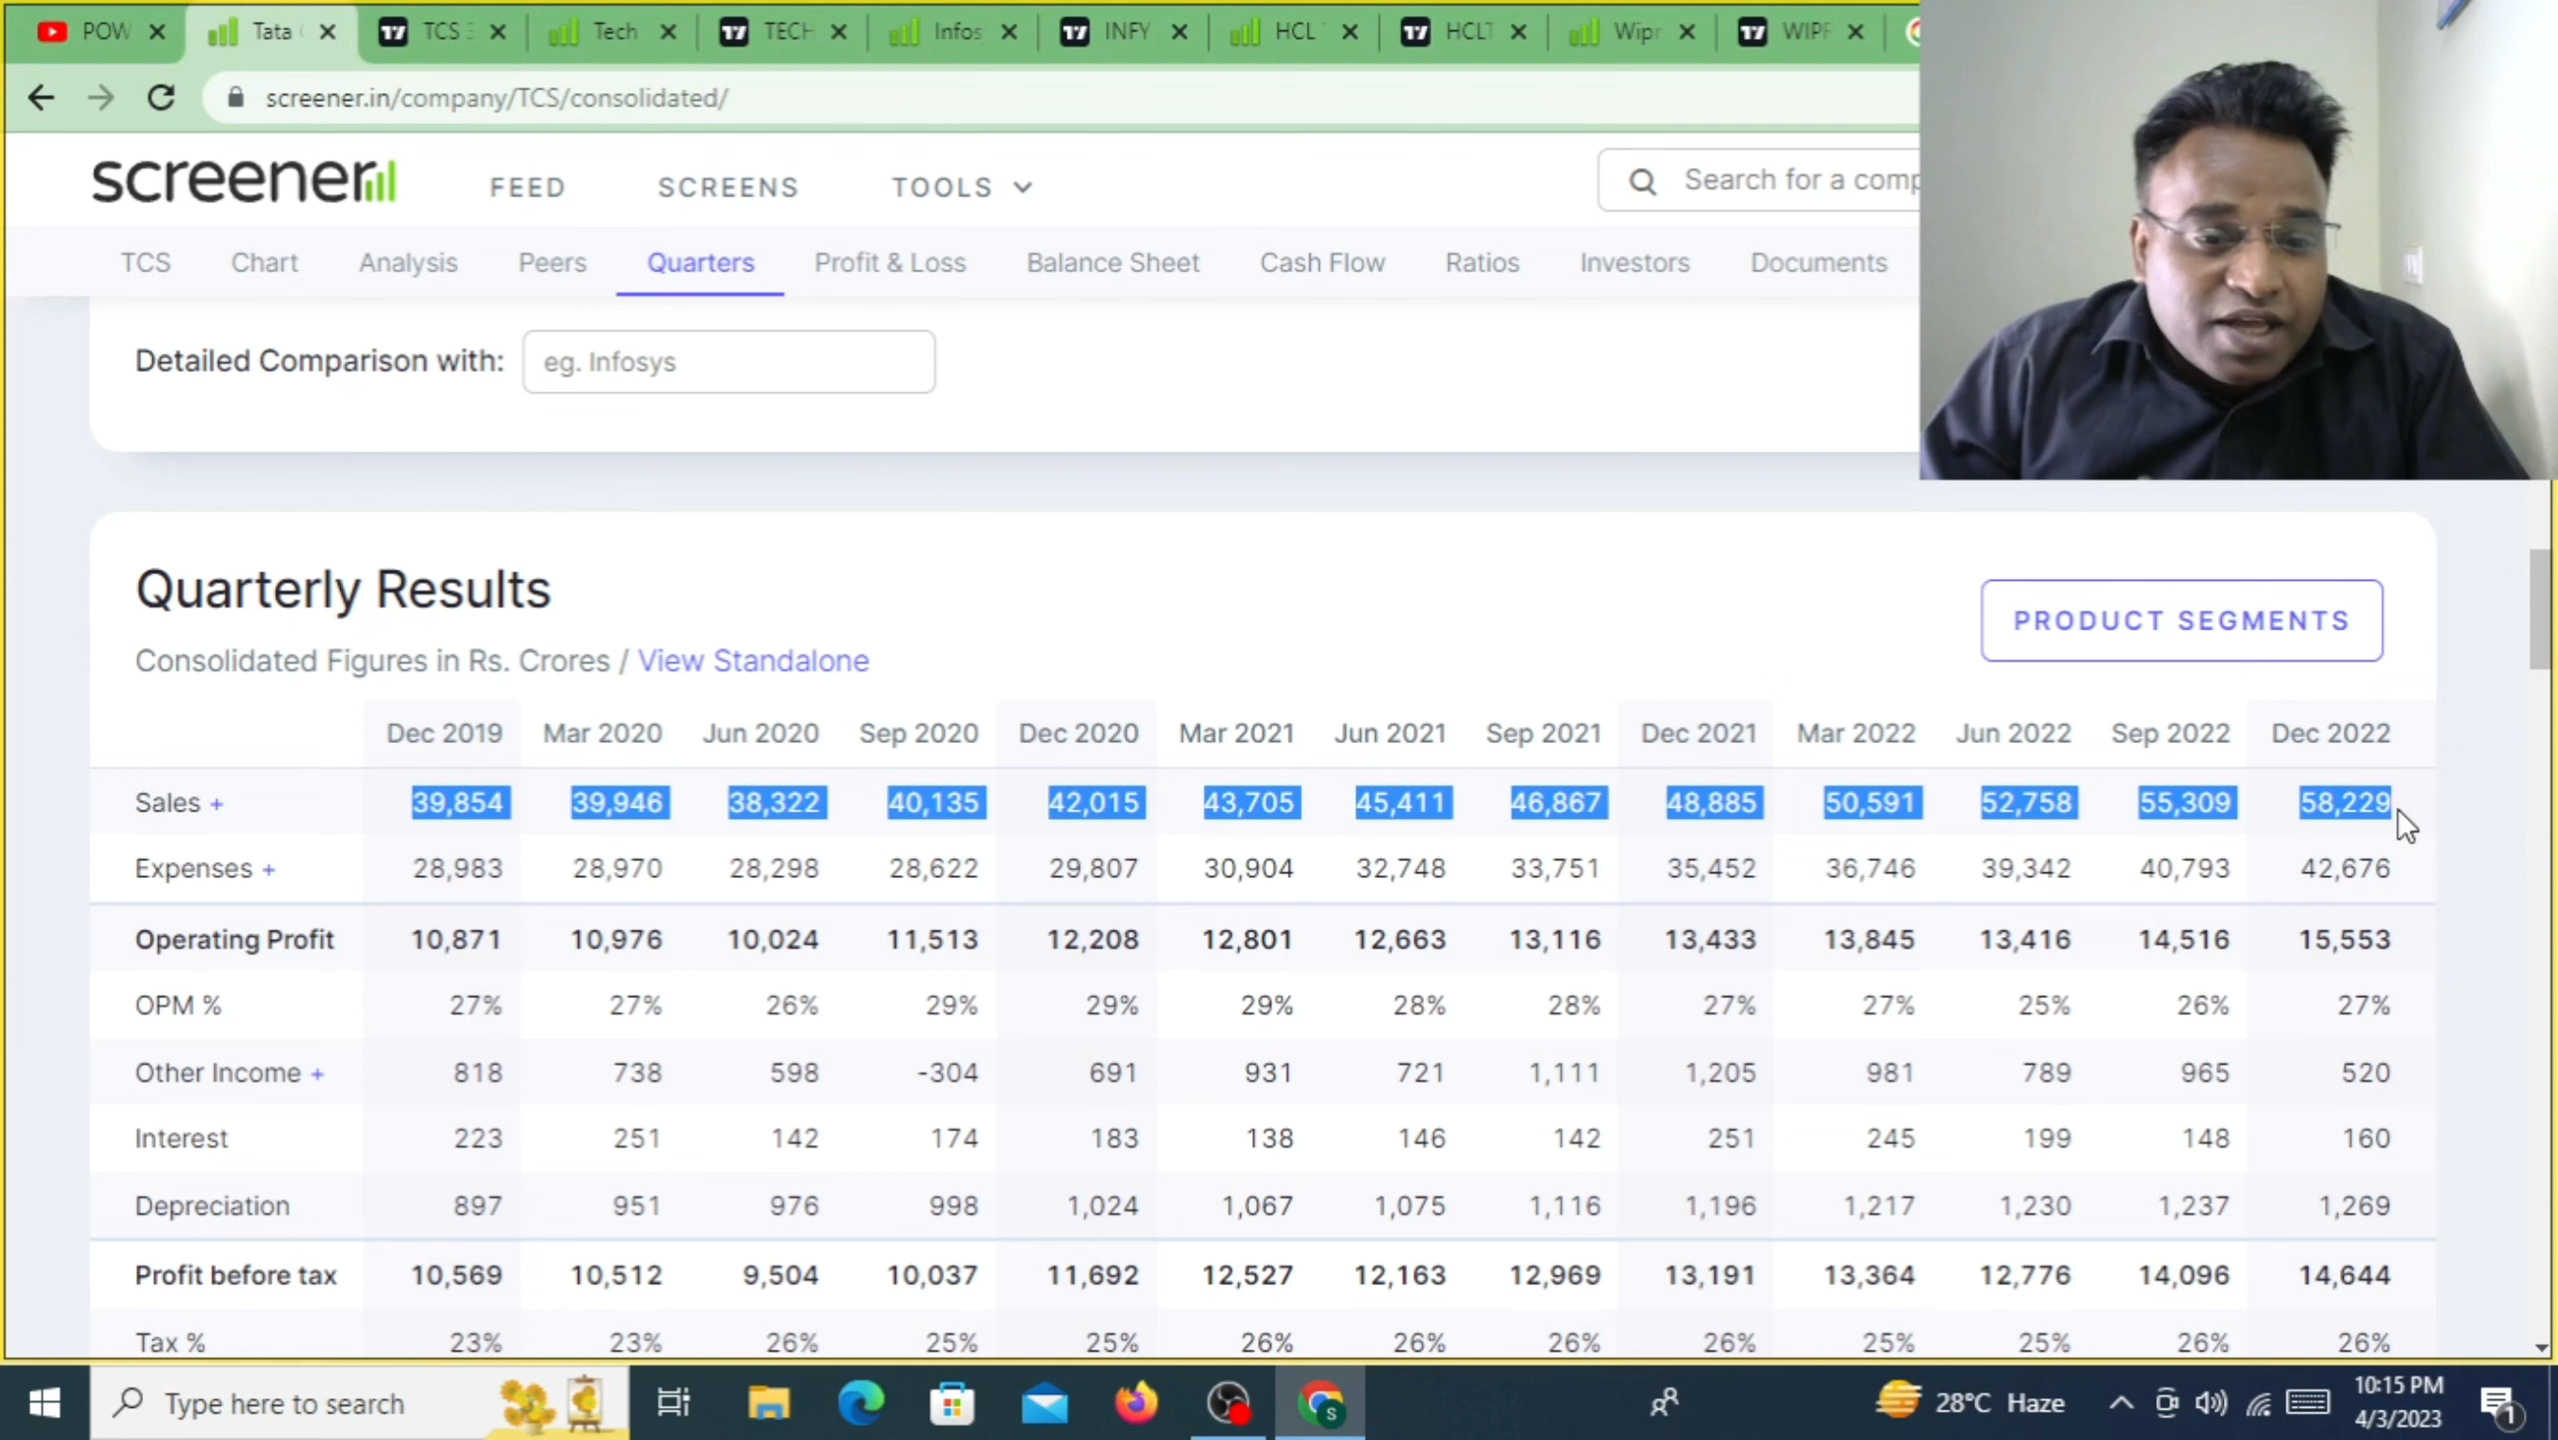 POW
Tata
TCS
Tech
TECH
Infos
INFY
HCL
HCLT
Wipr
WIPF
screener.in/company/TCS/consolidated/
screener
FEED
SCREENS
TOOLS
Search for a comp
TCS
Chart
Analysis
Peers
Quarters
Profit & Loss
Balance Sheet
Cash Flow
Ratios
Investors
Documents
Detailed Comparison with:
eg. Infosys
Quarterly Results
PRODUCT SEGMENTS
Consolidated Figures in Rs. Crores / View Standalone
Dec 2019 Mar 2020 Jun 2020 Sep 2020 Dec 2020 Mar 2021 Jun 2021 Sep 2021 Dec 2021 Mar 2022 Jun 2022 Sep 2022 Dec 2022
Sales + 39,854 39,946 38,322 40,135 42,015 43,705 45,411 46,867 48,885 50,591 52,758 55,309 58,229
Expenses + 28,983 28,970 28,298 28,622 29,807 30,904 32,748 33,751 35,452 36,746 39,342 40,793 42,676
Operating Profit 10,871 10,976 10,024 11,513 12,208 12,801 12,663 13,116 13,433 13,845 13,416 14,516 15,553
OPM % 27% 27% 26% 29% 29% 29% 28% 28% 27% 27% 25% 26% 27%
Other Income + 818 738 598 -304 691 931 721 1,111 1,205 981 789 965 520
Interest 223 251 142 174 183 138 146 142 251 245 199 148 160
Depreciation 897 951 976 998 1,024 1,067 1,075 1,116 1,196 1,217 1,230 1,237 1,269
Profit before tax 10,569 10,512 9,504 10,037 11,692 12,527 12,163 12,969 13,191 13,364 12,776 14,096 14,644
Tax % 23% 23% 26% 25% 25% 26% 26% 26% 26% 25% 25% 26% 26%
Type here to search
S
28°C Haze
10:15 PM
4/3/2023
1